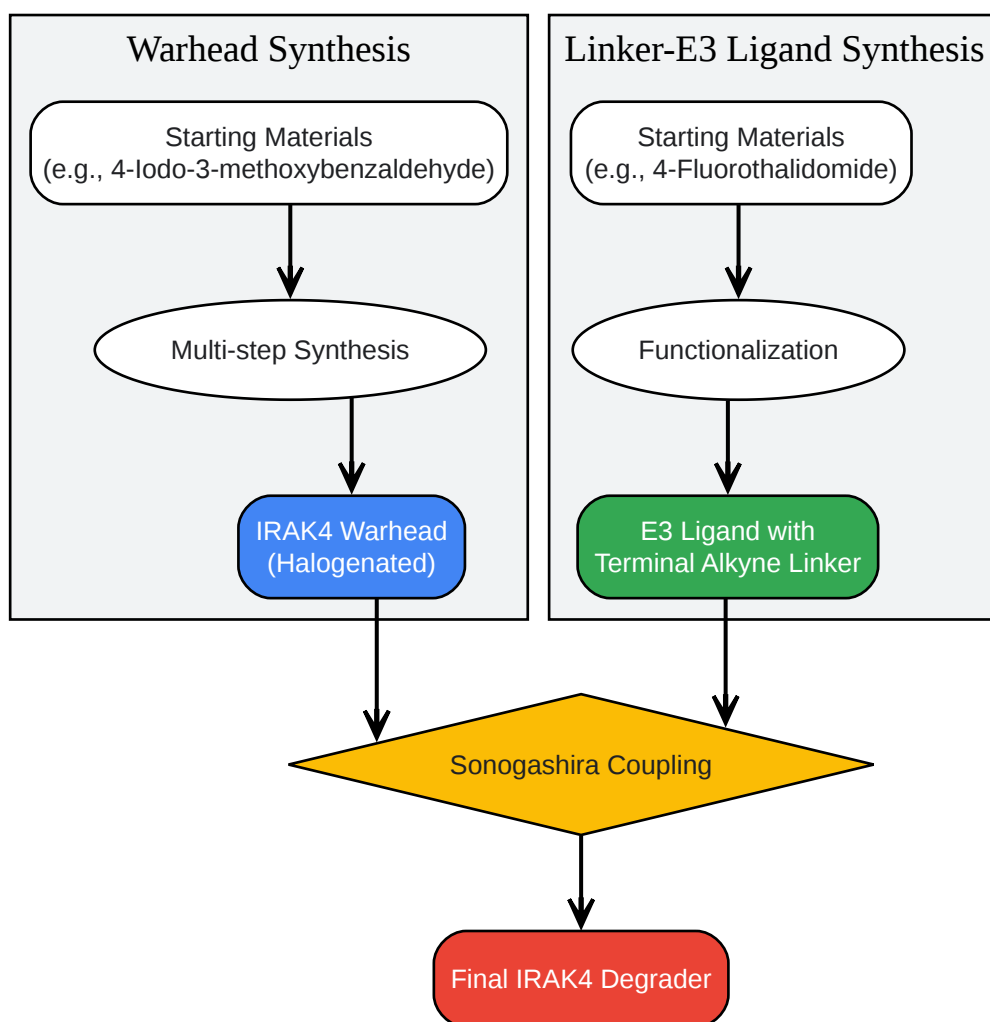 Warhead Synthesis
Starting Materials
(e.g., 4-Iodo-3-methoxybenzaldehyde)
Multi-step Synthesis
IRAK4 Warhead
(Halogenated)
Linker-E3 Ligand Synthesis
Starting Materials
(e.g., 4-Fluorothalidomide)
Functionalization
E3 Ligand with
Terminal Alkyne Linker
Sonogashira Coupling
Final IRAK4 Degrader